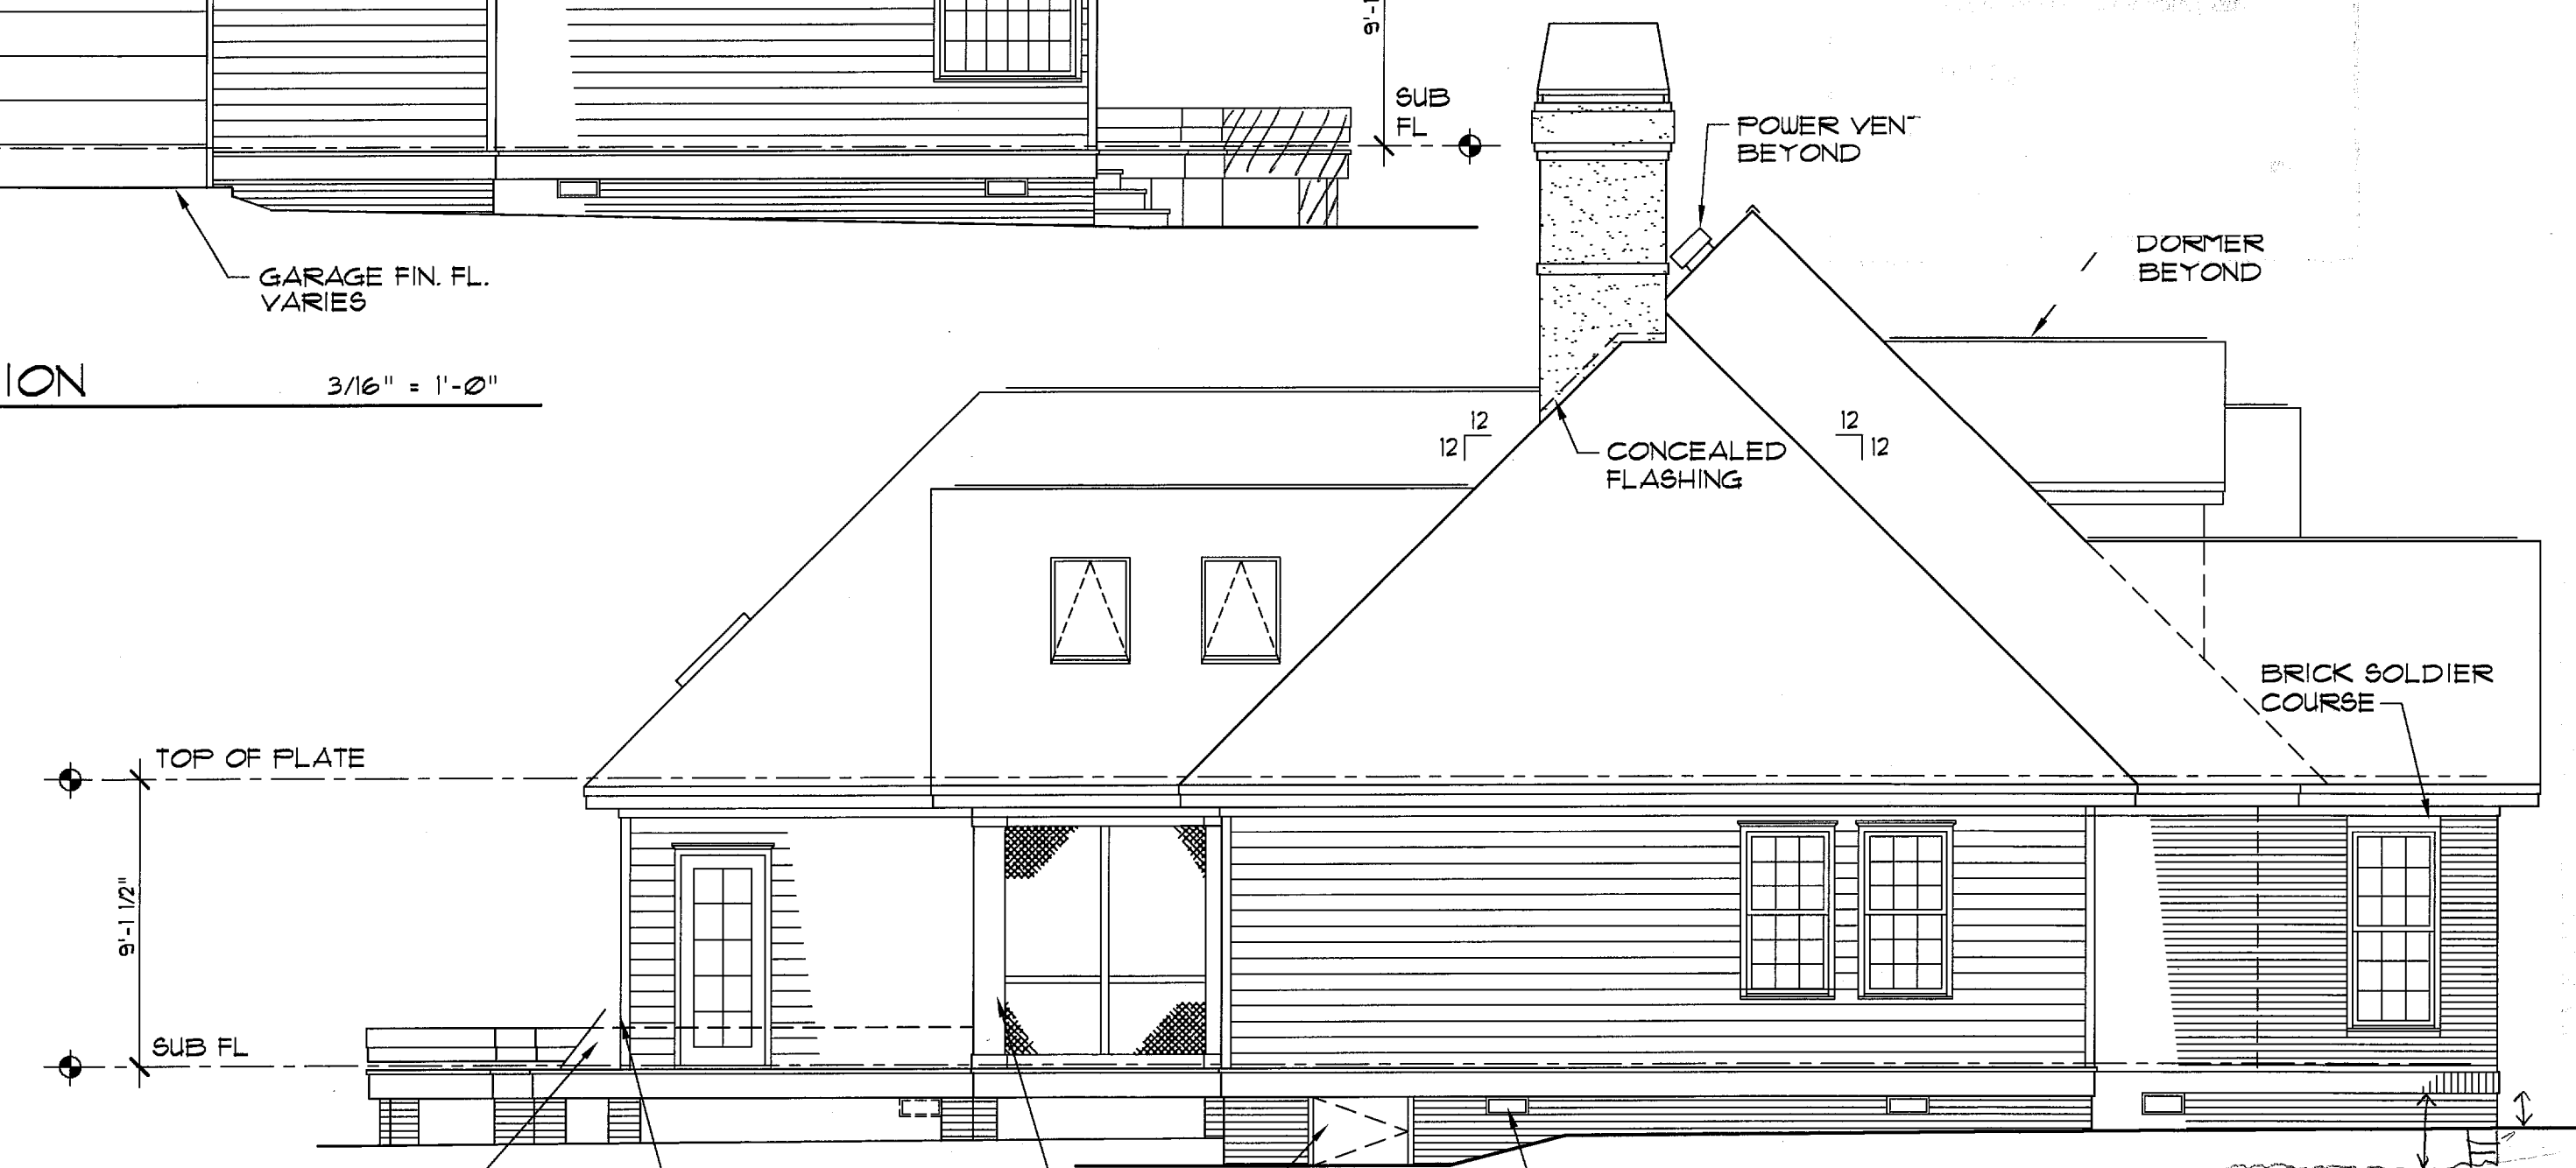 9'-1
SUB
FL
POWER VENT
BEYOND
GARAGE FIN. FL.
VARIES
DORMER
BEYOND
ION
3/16" = 1'-0"
12
12
12
12
CONCEALED
FLASHING
BRICK SOLDIER
COURSE
TOP OF PLATE
9'-1 1/2"
SUB FL